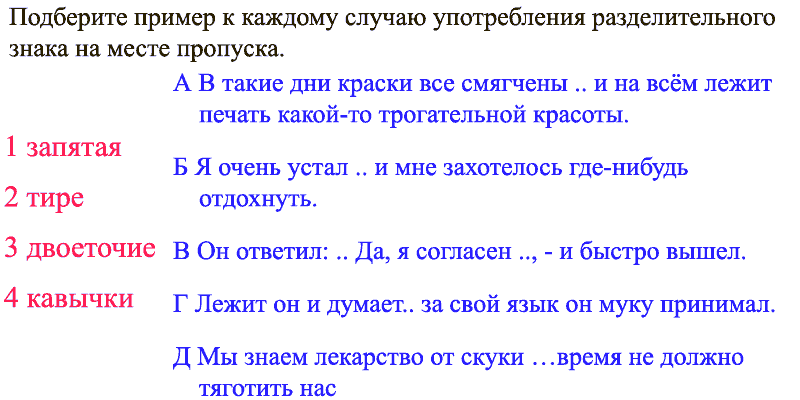 Подберите пример к каждому случаю употребления разделительного
знака на месте пропуска.
А В такие дни краски все смягчены .. и на всём лежит
печать какой-то трогательной красоты.
1 запятая
Б Я очень устал .. и мне захотелось где-нибудь
отдохнуть.
2 тире
3 двоеточие
В Он ответил: .. Да, я согласен .., - и быстро вышел.
4 кавычки
Г Лежит он и думает.. за свой язык он муку принимал.
Д Мы знаем лекарство от скуки …время не должно
тяготить нас